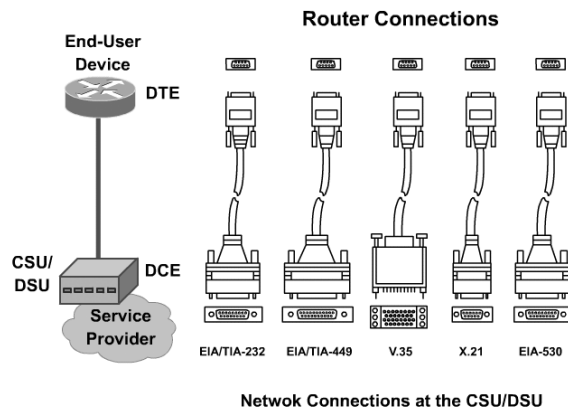 Router Connections
End-User
Device
DTE
CSU/
DSU
DCE
Service
Provider
EIA/TIA-232
EIA/TIA-449
V.35
X.21
EIA-530
Netwok Connections at the CSU/DSU